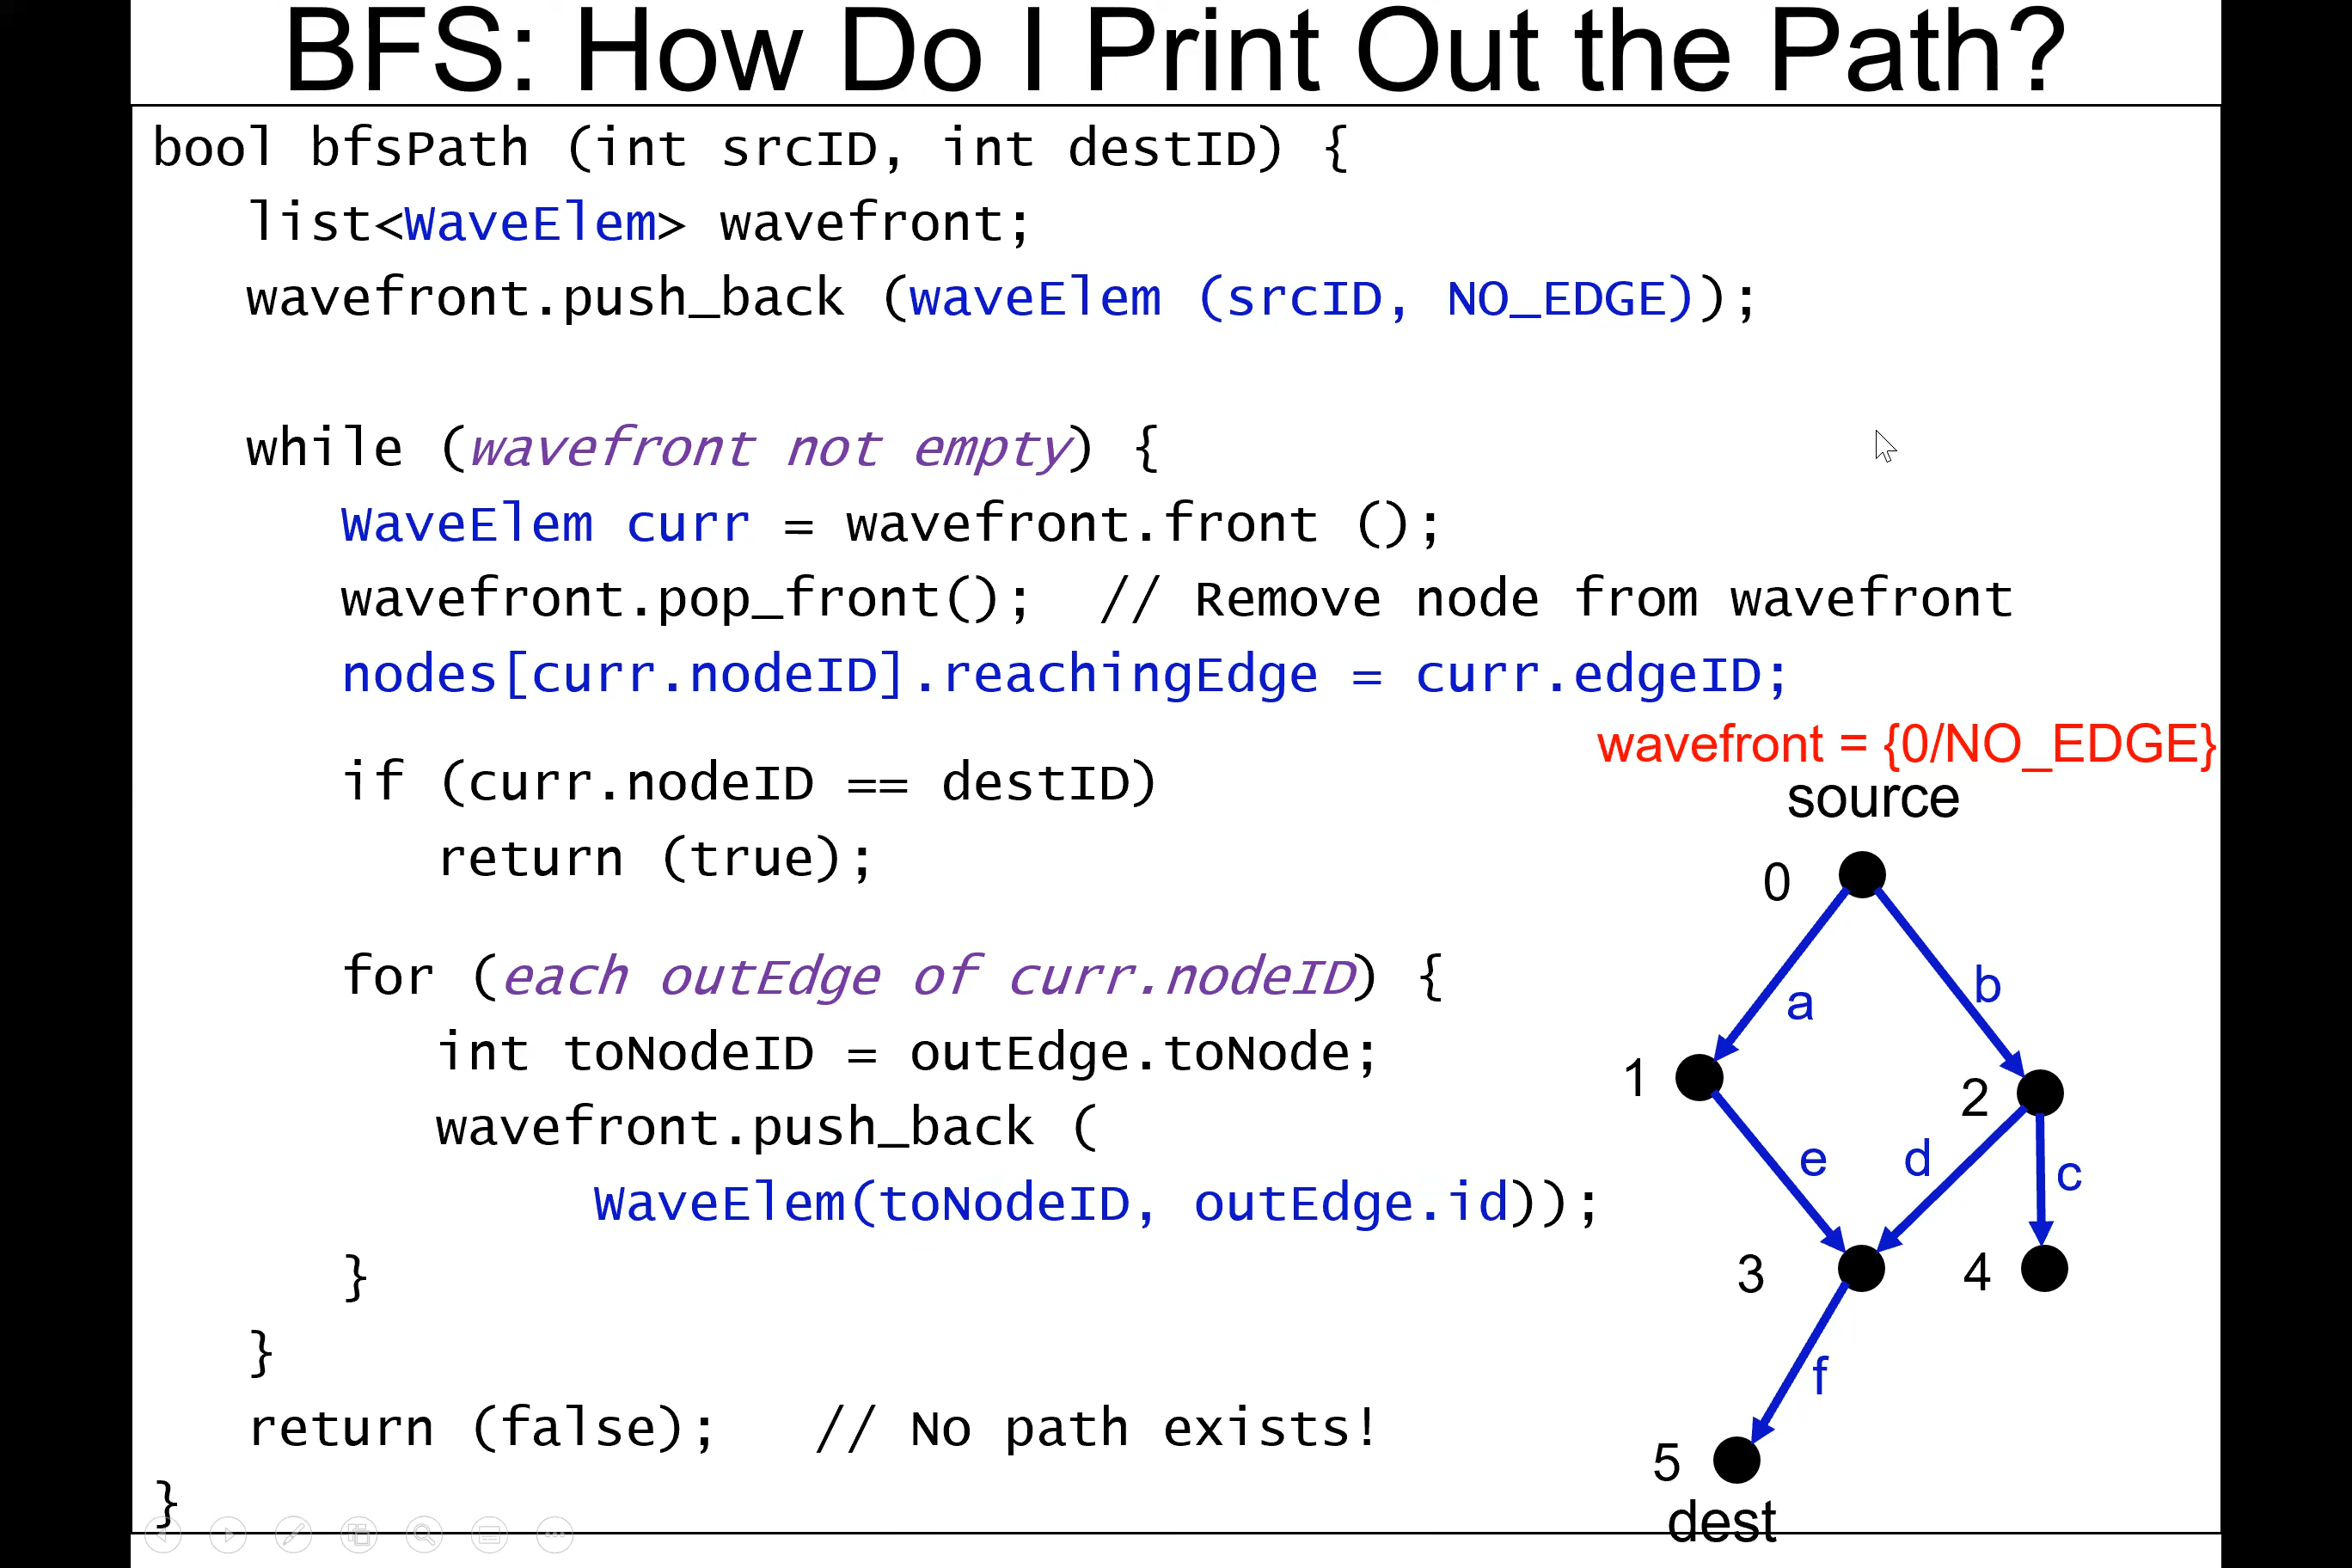 BFS: How Do I Print Out the Path?
bool bfsPath (int srcID, int destID) {
list<WaveElem> wavefront;
wavefront.push_back (waveElem (srcID, NO_EDGE));
while (wavefront not empty) {
WaveElem curr = wavefront.front ();
wavefront.pop_front(); // Remove node from wavefront
nodes[curr.nodeID].reachingEdge = curr.edgeID;
if (curr.nodeID == destID)
return (true);
for (each outEdge of curr.nodeID) {
int toNodeID = outEdge.toNode;
wavefront.push_back (
WaveElem(toNodeID, outEdge.id));
}
}
return (false); // No path exists!
}
wavefront = {0/NO_EDGE}
source
0
a
b
1
2
e
d
c
3
4
f
5
dest